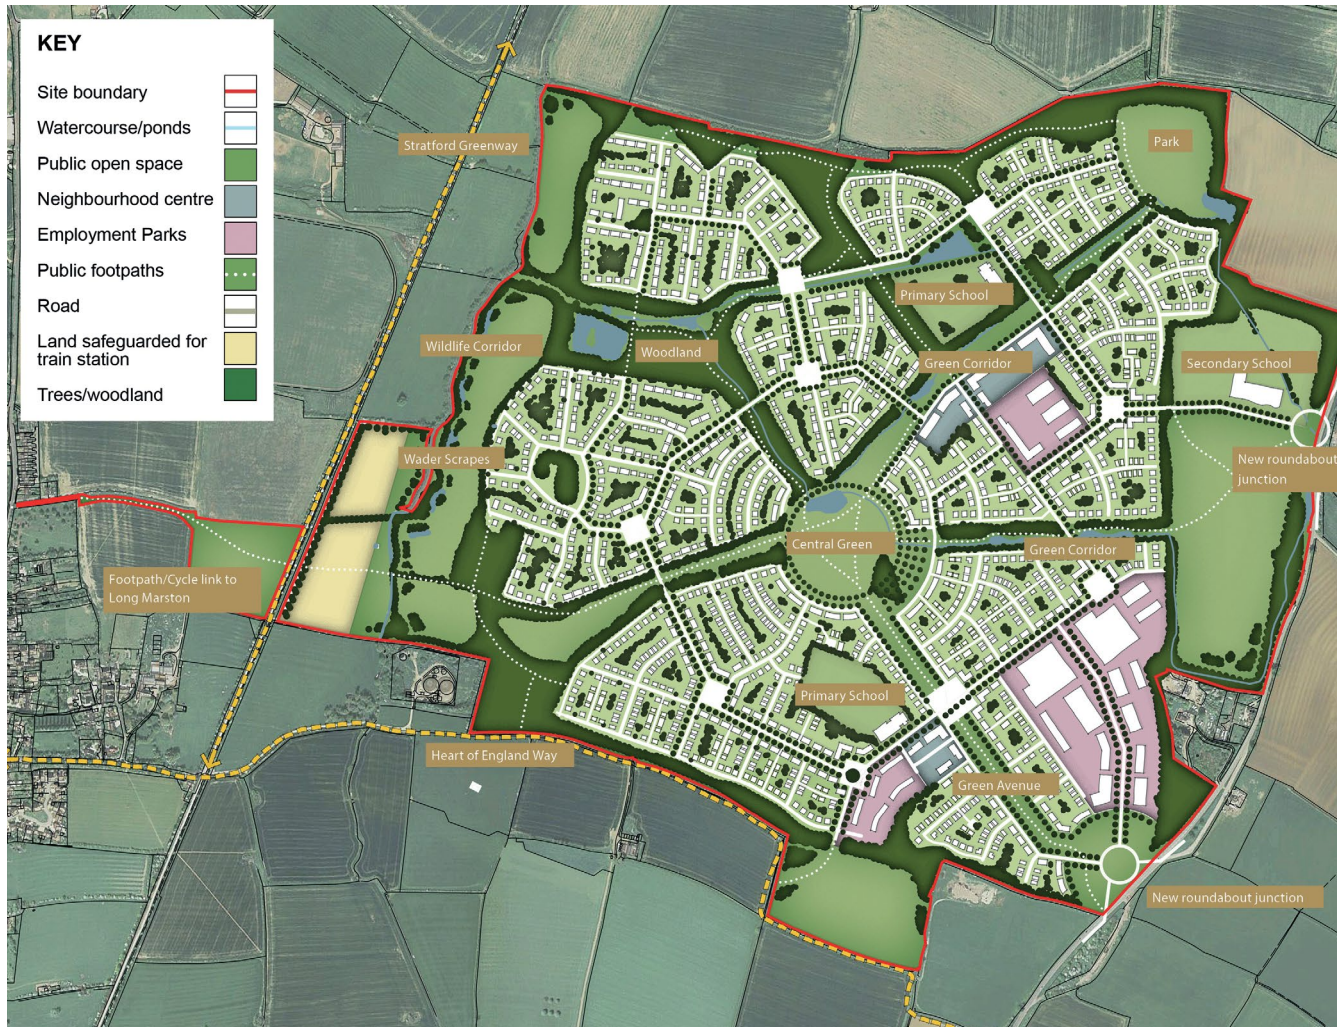 KEY
Site boundary
Watercourse/ponds
Public open space
Neighbourhood centre
Employment Parks
Public footpaths
Road
Land safeguarded for
train station
Trees/woodland
Stratford Greenway
Park
Primary School
Wildlife Corridor
Woodland
Green Corridor
Secondary School
Wader Scrapes
New roundabout
junction
Central Green
Green Corridor
Footpath/Cycle link to
Long Marston
Primary School
Heart of England Way
Green Avenue
New roundabout junction